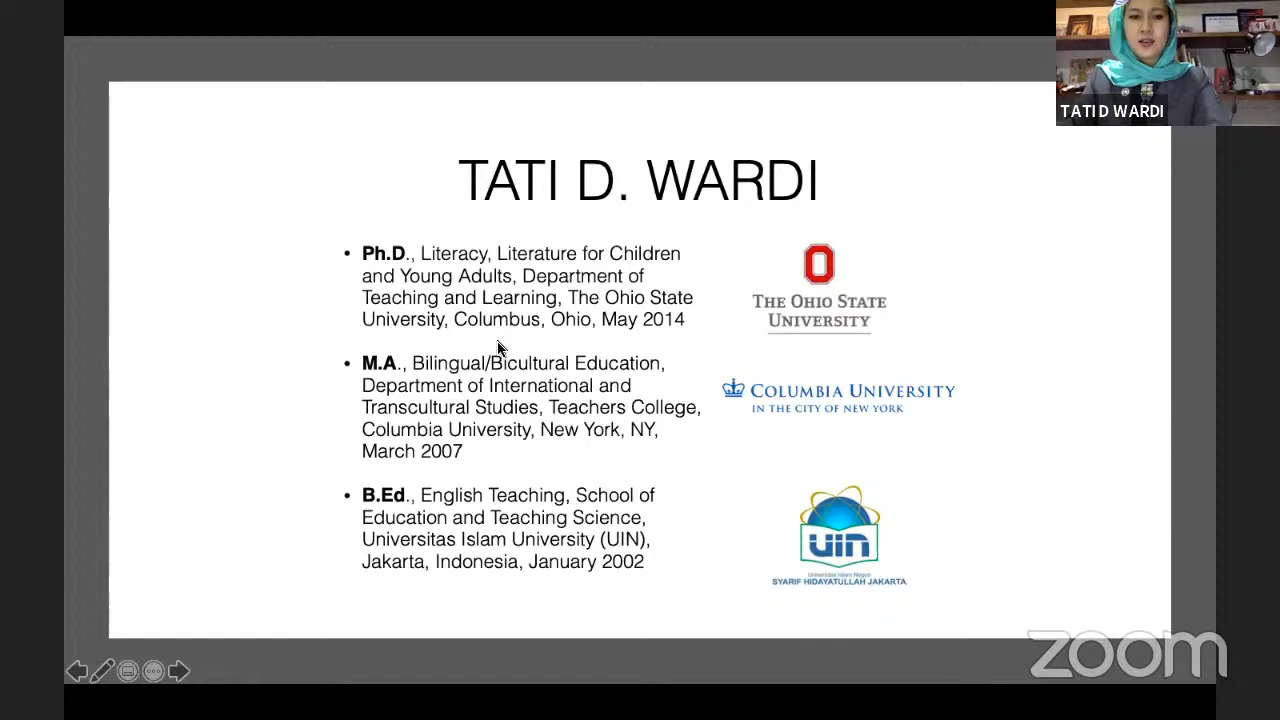 TATI D WARDI
TATI D. WARDI
• Ph.D., Literacy, Literature for Children
and Young Adults, Department of
Teaching and Learning, The Ohio State
University, Columbus, Ohio, May 2014
THE OHIO STATE
UNIVERSITY
• M.A., Bilingual/Bicultural Education,
Department of International and
Transcultural Studies, Teachers College,
Columbia University, New York, NY,
March 2007
COLUMBIA UNIVERSITY
IN THE CITY OF NEW YORK
• B.Ed., English Teaching, School of
Education and Teaching Science,
Universitas Islam University (UIN),
Jakarta, Indonesia, January 2002
uin
Universitas Islam Negeri
SYARIF HIDAYATULLAH JAKARTA
zoom